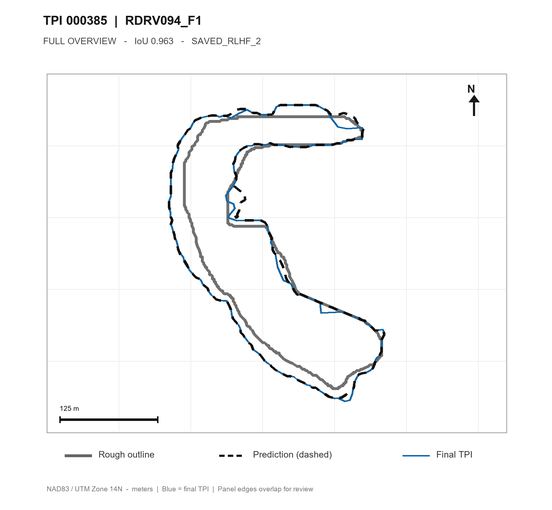 TPI 000385 | RDRV094_F1
FULL OVERVIEW - IoU 0.963 - SAVED_RLHF_2
N
125 m
Rough outline
Prediction (dashed)
Final TPI
NAD83 / UTM Zone 14N - meters | Blue = final TPI | Panel edges overlap for review